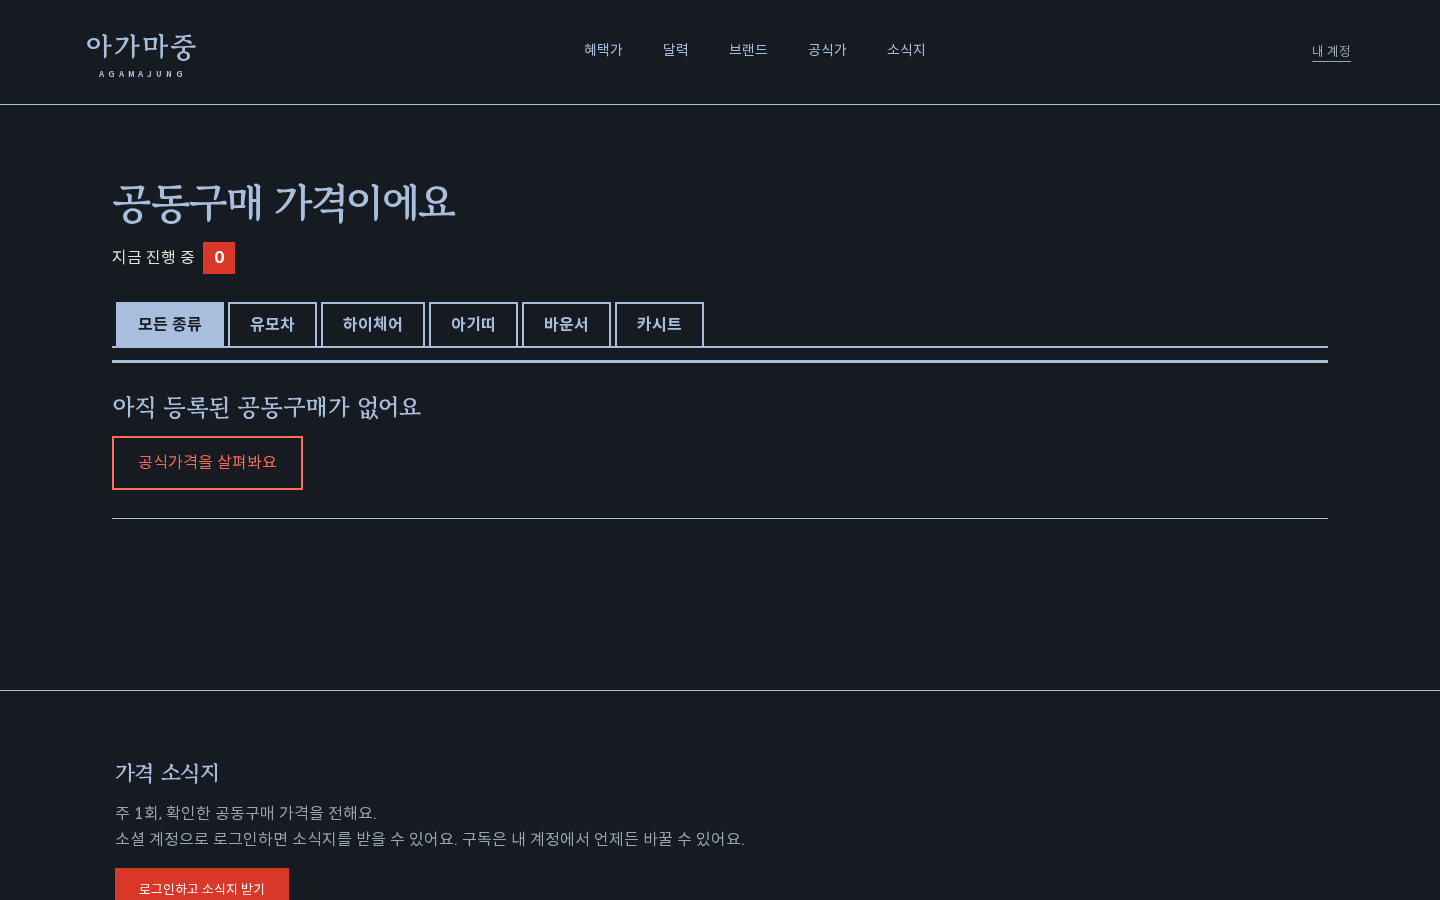 아가마중
AGAMAJUNG
혜택가 달력 브랜드 공식가 소식지
내 계정
공동구매 가격이에요
지금 진행 중 0
모든 종류 유모차 하이체어 아기띠 바운서 카시트
아직 등록된 공동구매가 없어요
공식가격을 살펴봐요
가격 소식지
주 1회, 확인한 공동구매 가격을 전해요.
소셜 계정으로 로그인하면 소식지를 받을 수 있어요. 구독은 내 계정에서 언제든 바꿀 수 있어요.
로그인하고 소식지 받기